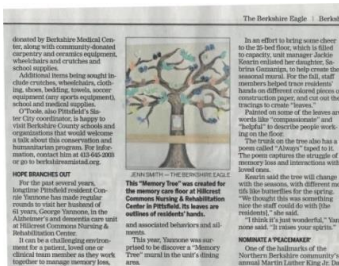 The Berkshire Eagle | Berksh
donated by Berkshire Medical Cen-
ter, along with community-donated
carpentry and ceramics equipment,
wheelchairs and crutches and
school supplies.
Additional items being sought in-
clude crutches, wheelchairs, cloth-
ing, shoes, bedding, towels, soccer
equipment (any sports equipment),
school and medical supplies.
O'Toole, also Pittsfield's Sis-
ter City coordinator, is happy to
visit Berkshire County schools and
organizations that would welcome
a talk about this conservation and
humanitarian program. For infor-
mation, contact him at
or go to
HOPE BRANCHES OUT
For the past several years,
longtime Pittsfield resident Con-
nie Yannone has made regular
rounds to visit her husband of
61 years, George Yannone, in the
Alzheimer's and dementia care unit
at Hillcrest Commons Nursing &
Rehabilitation Center.
It can be a challenging environ-
ment for a patient, loved one or
clinical team member as they work
together to manage memory loss,
JENN SMITH — THE BERKSHIRE EAGLE
This "Memory Tree" was created for
the memory care floor at Hillcrest
Commons Nursing & Rehabilitation
Center in Pittsfield. Its leaves are
outlines of residents' hands.
and associated behaviors and ail-
ments.
This year, Yannone was sur-
prised to be discover a "Memory
Tree" mural in the unit's dining
area.
In an effort to bring some cheer
to the 25-bed floor, which is filled
to capacity, unit manager Jackie
Kearin enlisted her daughter, Sa-
brina Gamzingo, to help create the
seasonal mural. For the fall, staff
members helped trace residents'
hands on different colored pieces of
construction paper, and cut out the
tracings to create "leaves."
Painted on some of the leaves are
words like "compassionate" and
"helpful" to describe people work-
ing on the floor.
The trunk on the tree also has a
poem called "Always" taped to it.
The poem captures the struggle of
memory loss and interactions with
loved ones.
Kearin said the tree will change
with the seasons, with different mo-
tifs like butterflies for the spring.
"We thought this was something
nice the staff could do with [the
residents]," she said.
"I think it's just wonderful," Yan-
none said. "It raises your spirits."
NOMINATE A 'PEACEMAKER'
One of the hallmarks of the
Northern Berkshire community's
annual Martin Luther King Jr. Da